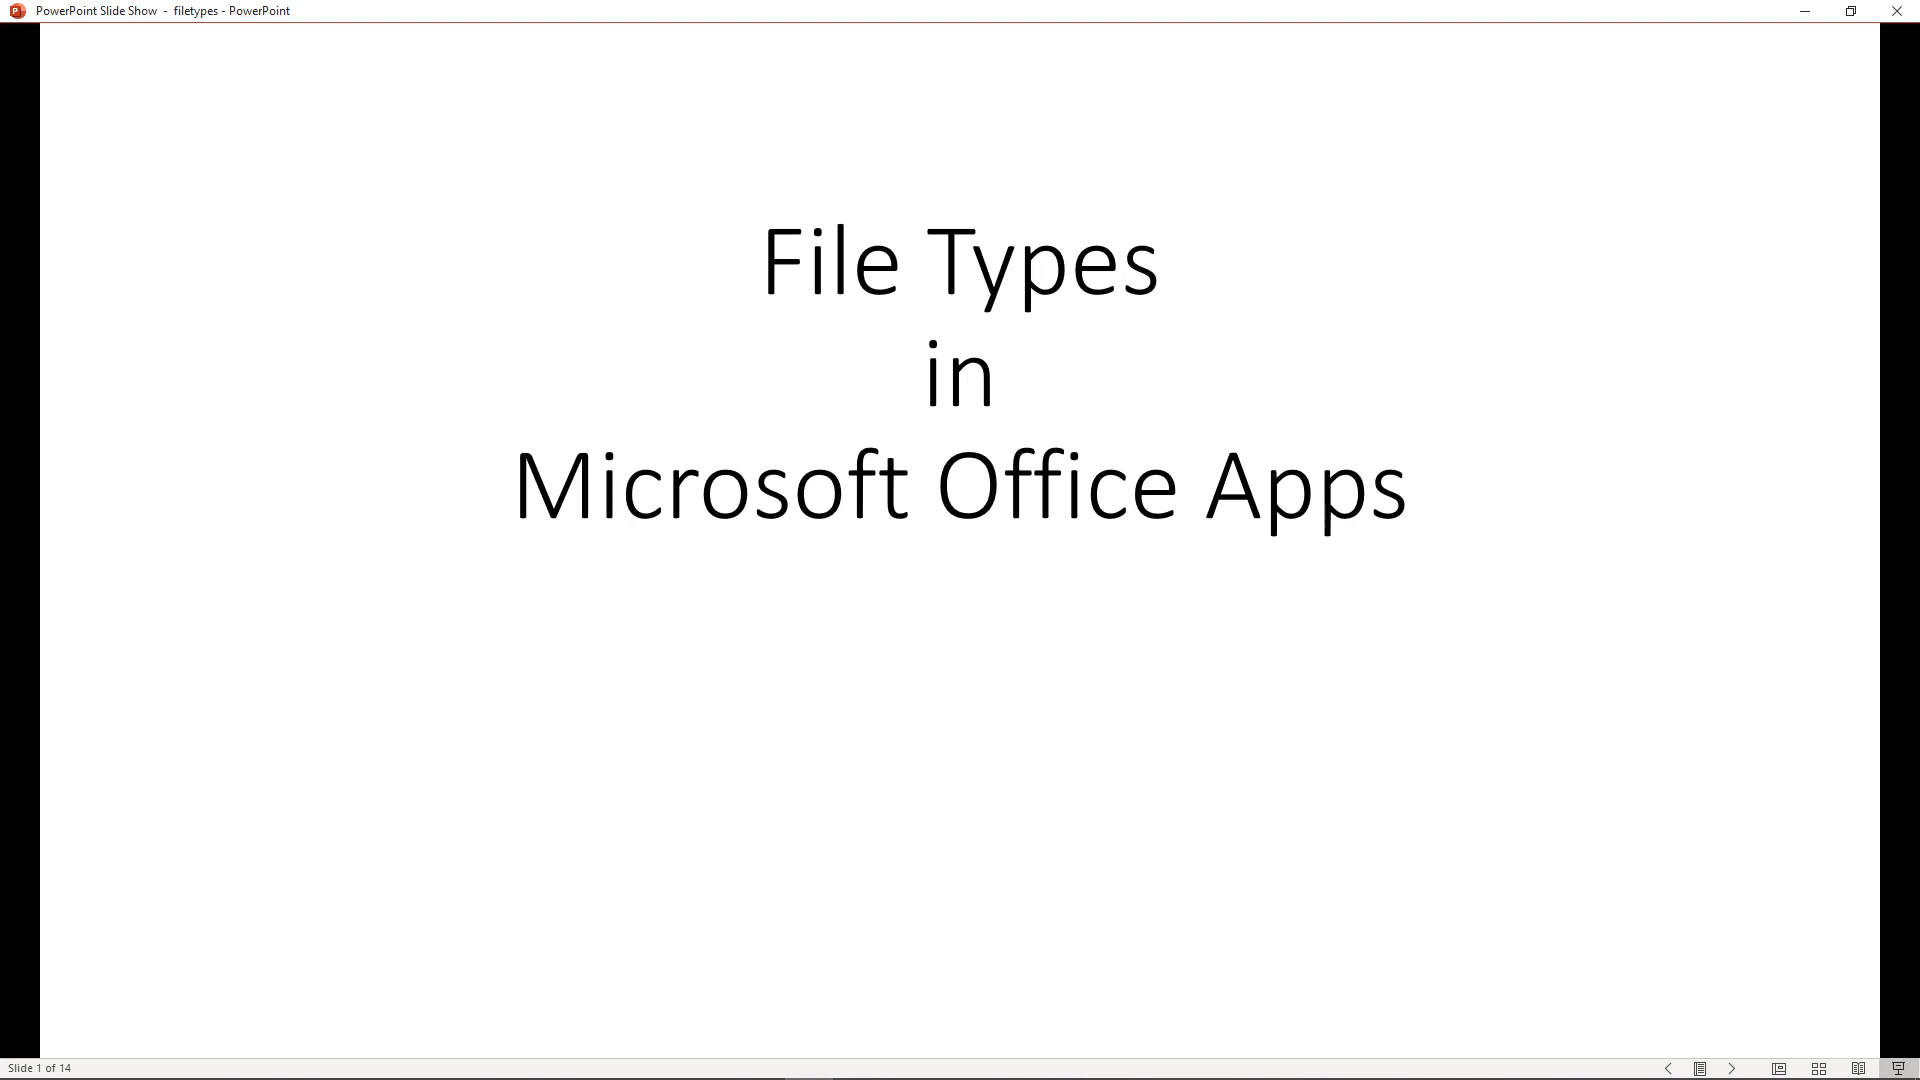 PowerPoint Slide Show - filetypes - PowerPoint
File Types
in
Microsoft Office Apps
Slide 1 of 14